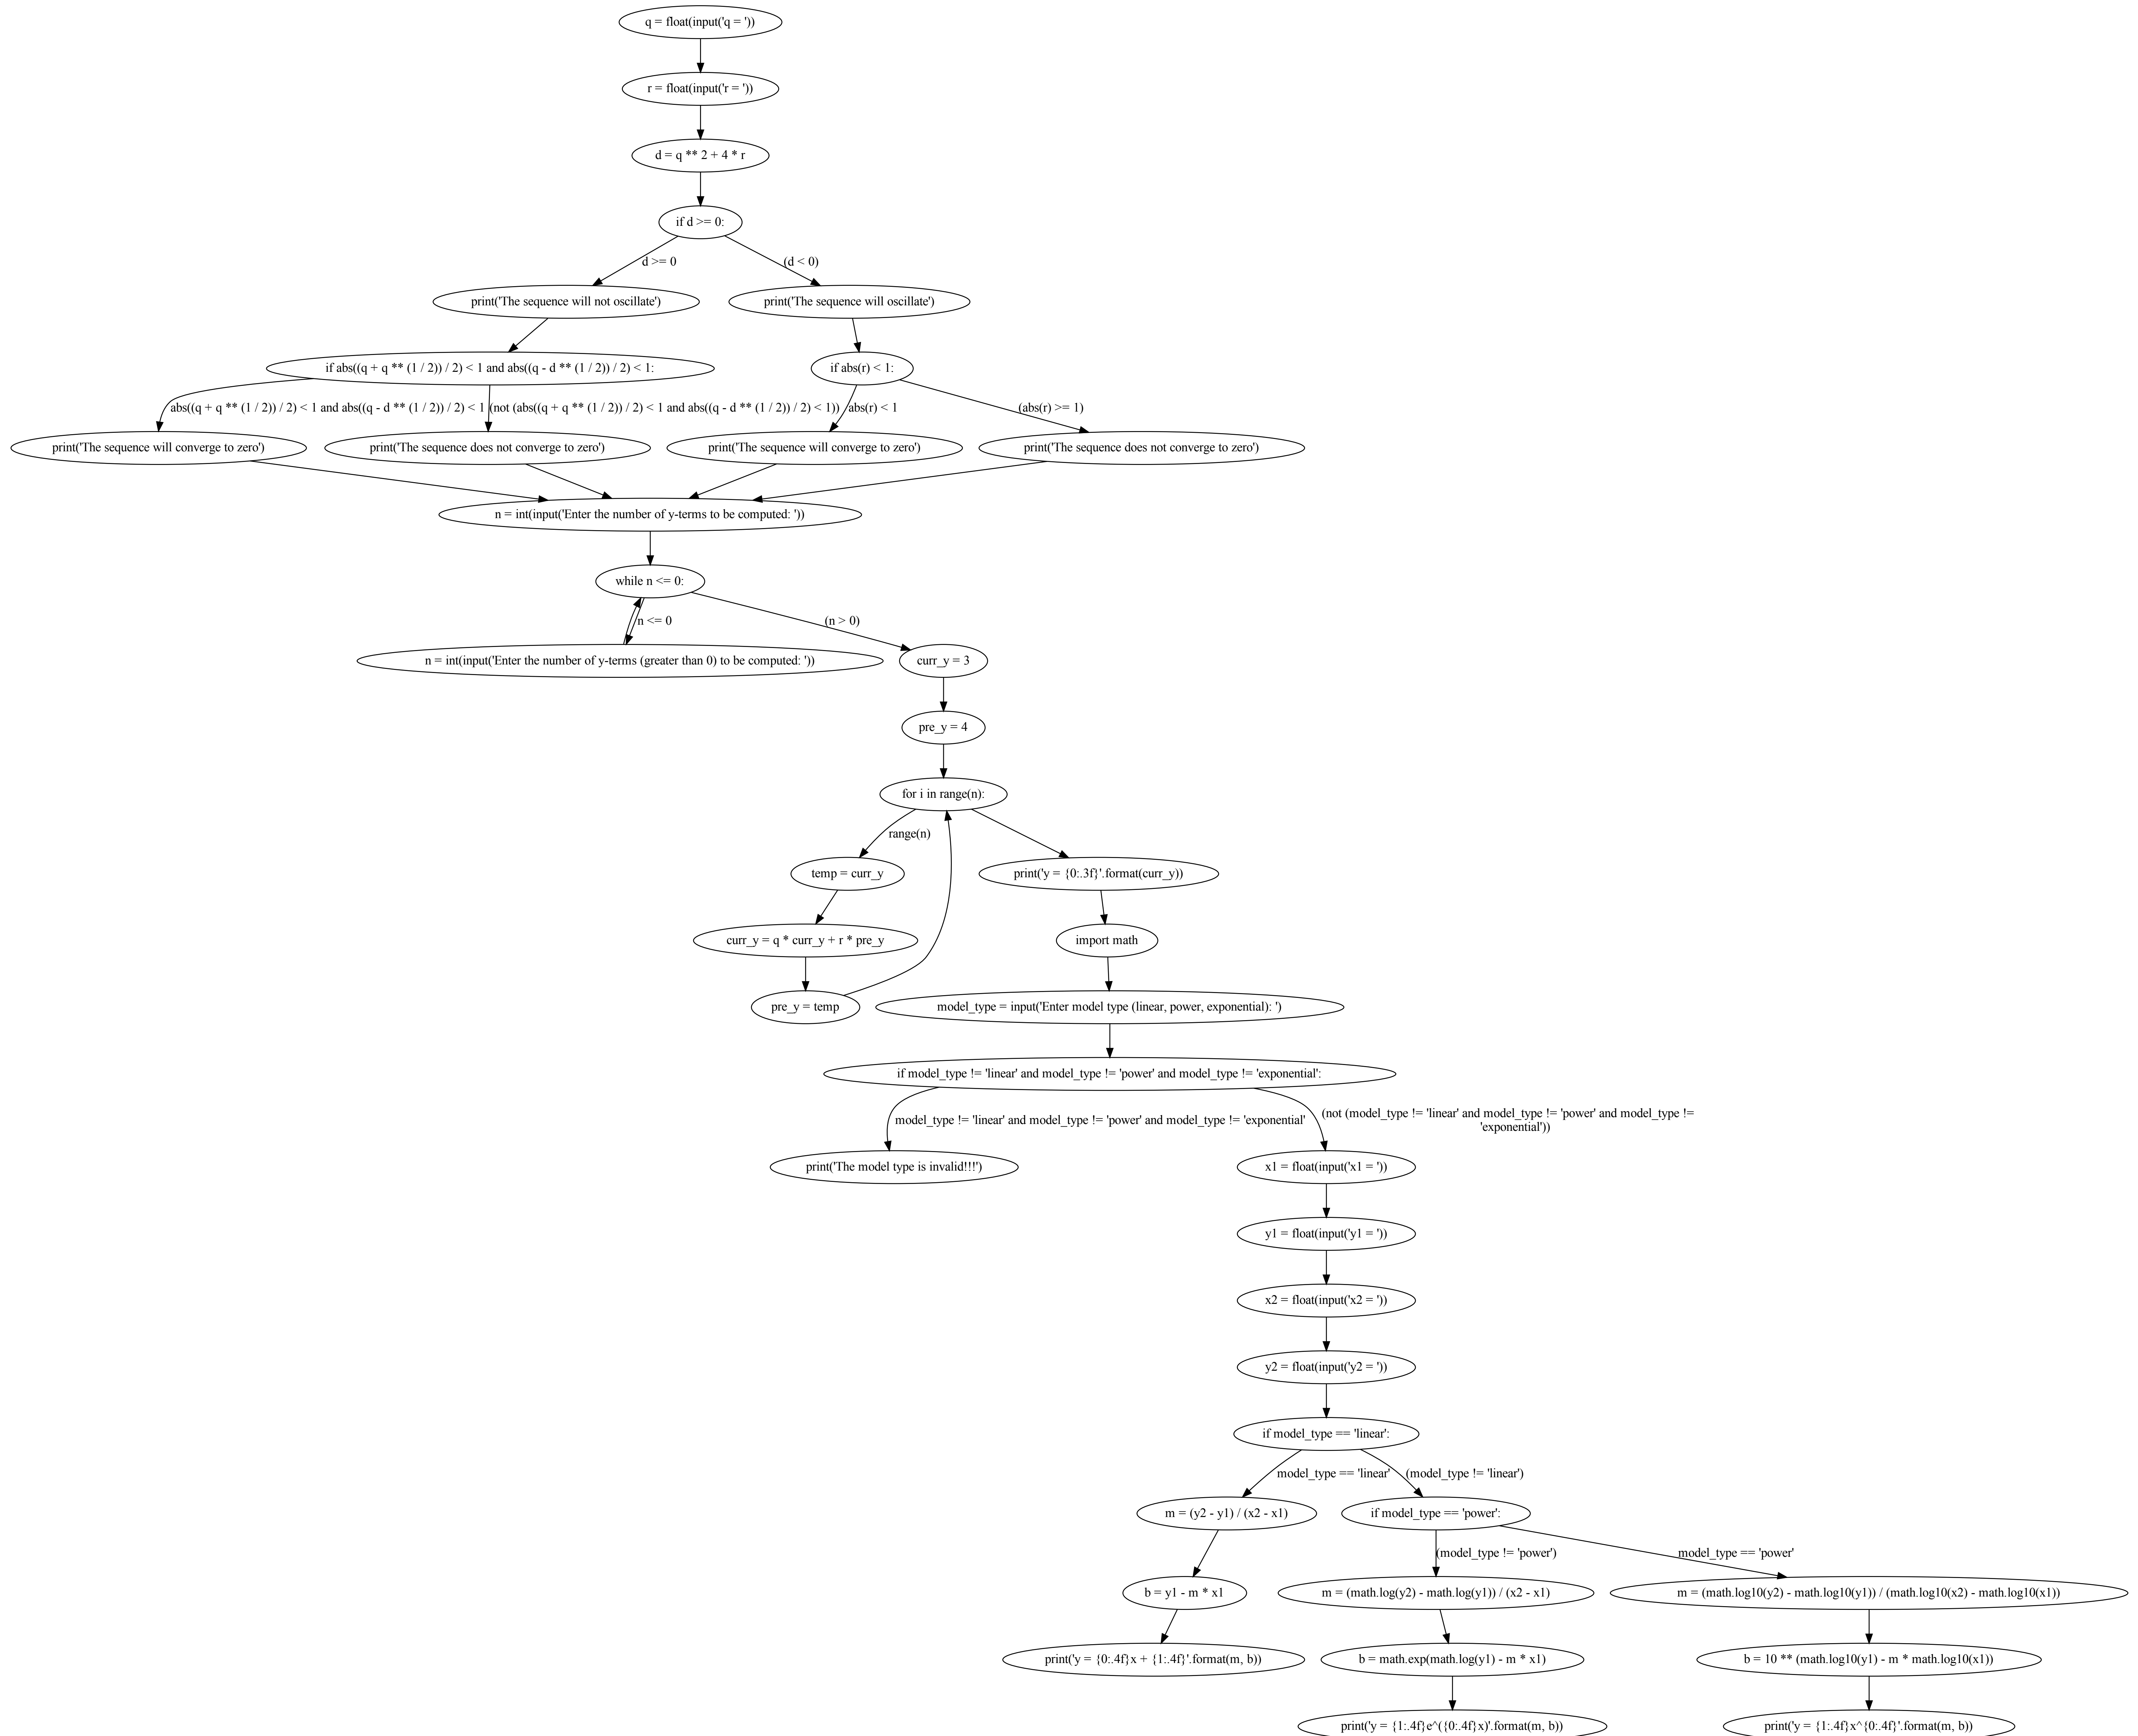 q = float(input('q = '))
r = float(input('r = '))
d = q ** 2 + 4 * r
if d >= 0:
d >= 0
(d < 0)
print('The sequence will not oscillate')
print('The sequence will oscillate')
if abs((q + q ** (1 / 2)) / 2) < 1 and abs((q - d ** (1 / 2)) / 2) < 1:
if abs(r) < 1:
abs((q + q ** (1 / 2)) / 2) < 1 and abs((q - d ** (1 / 2)) / 2) < 1
(not (abs((q + q ** (1 / 2)) / 2) < 1 and abs((q - d ** (1 / 2)) / 2) < 1))
abs(r) < 1
(abs(r) >= 1)
print('The sequence will converge to zero')
print('The sequence does not converge to zero')
print('The sequence will converge to zero')
print('The sequence does not converge to zero')
n = int(input('Enter the number of y-terms to be computed: '))
while n <= 0:
n <= 0
(n > 0)
n = int(input('Enter the number of y-terms (greater than 0) to be computed: '))
curr_y = 3
pre_y = 4
for i in range(n):
range(n)
temp = curr_y
print('y = {0:.3f}'.format(curr_y))
curr_y = q * curr_y + r * pre_y
import math
pre_y = temp
model_type = input('Enter model type (linear, power, exponential): ')
if model_type != 'linear' and model_type != 'power' and model_type != 'exponential':
model_type != 'linear' and model_type != 'power' and model_type != 'exponential'
(not (model_type != 'linear' and model_type != 'power' and model_type !=
'exponential'))
print('The model type is invalid!!!')
x1 = float(input('x1 = '))
y1 = float(input('y1 = '))
x2 = float(input('x2 = '))
y2 = float(input('y2 = '))
if model_type == 'linear':
model_type == 'linear'
(model_type != 'linear')
m = (y2 - y1) / (x2 - x1)
if model_type == 'power':
(model_type != 'power')
model_type == 'power'
b = y1 - m * x1
m = (math.log(y2) - math.log(y1)) / (x2 - x1)
m = (math.log10(y2) - math.log10(y1)) / (math.log10(x2) - math.log10(x1))
print('y = {0:.4f}x + {1:.4f}'.format(m, b))
b = math.exp(math.log(y1) - m * x1)
b = 10 ** (math.log10(y1) - m * math.log10(x1))
print('y = {1:.4f}e^({0:.4f}x)'.format(m, b))
print('y = {1:.4f}x^{0:.4f}'.format(m, b))